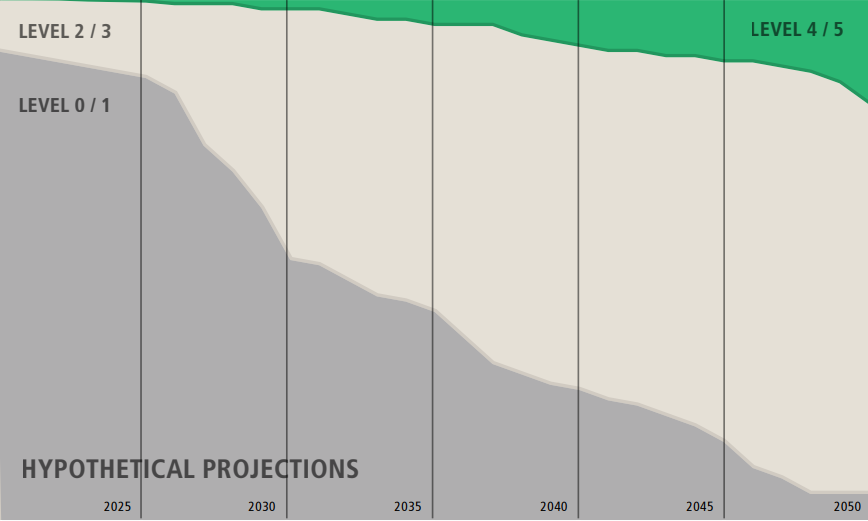 LEVEL 2 / 3
LEVEL 4 / 5
LEVEL 0 / 1
HYPOTHETICAL PROJECTIONS
2025
2030
2035
2040
2045
2050